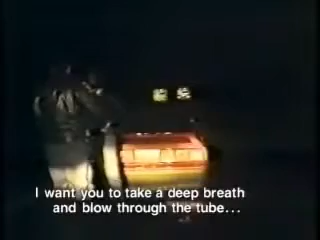 I want you to take a deep breath
and blow through the tube...